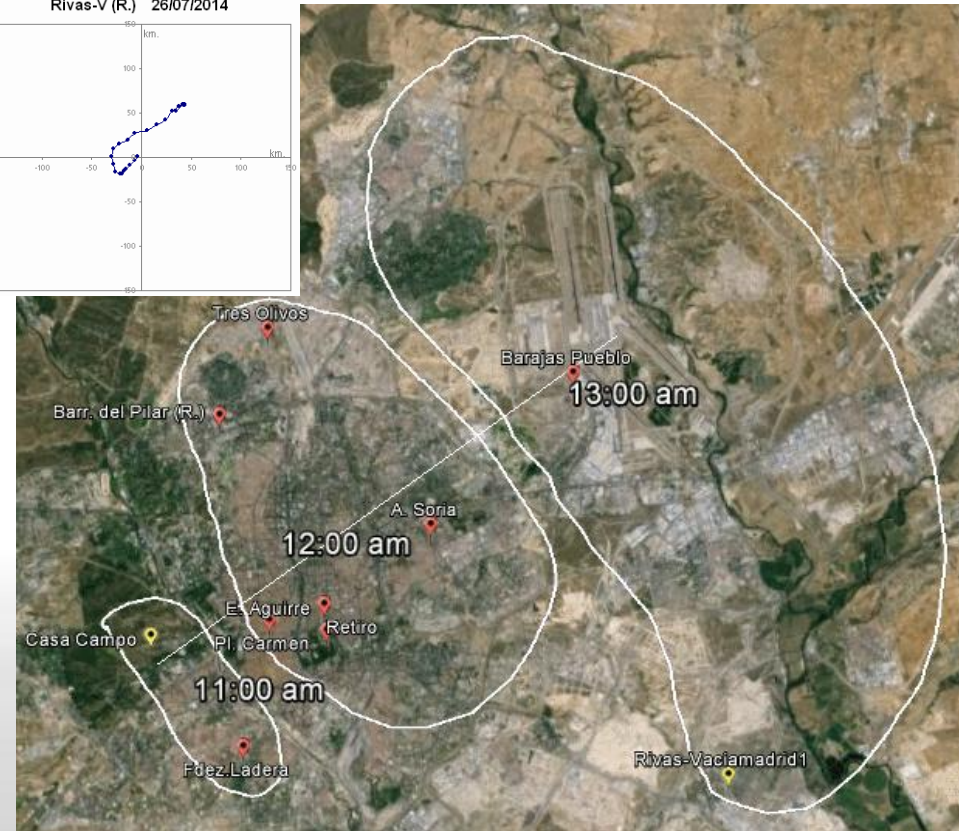 Rivas-V (R.) 26/07/2014
150
km.
100
50
km.
-100
-50
0
50
100
150
-50
-100
150
Tres Olivos
Barajas Pueblo
13:00 am
Barr. del Pilar (R.)
A. Soria
12:00 am
E. Aguirre
Retiro
Casa Campo
Pl. Carmen
11:00 am
Rivas-Vaciamadrid1
Fdez.Ladera